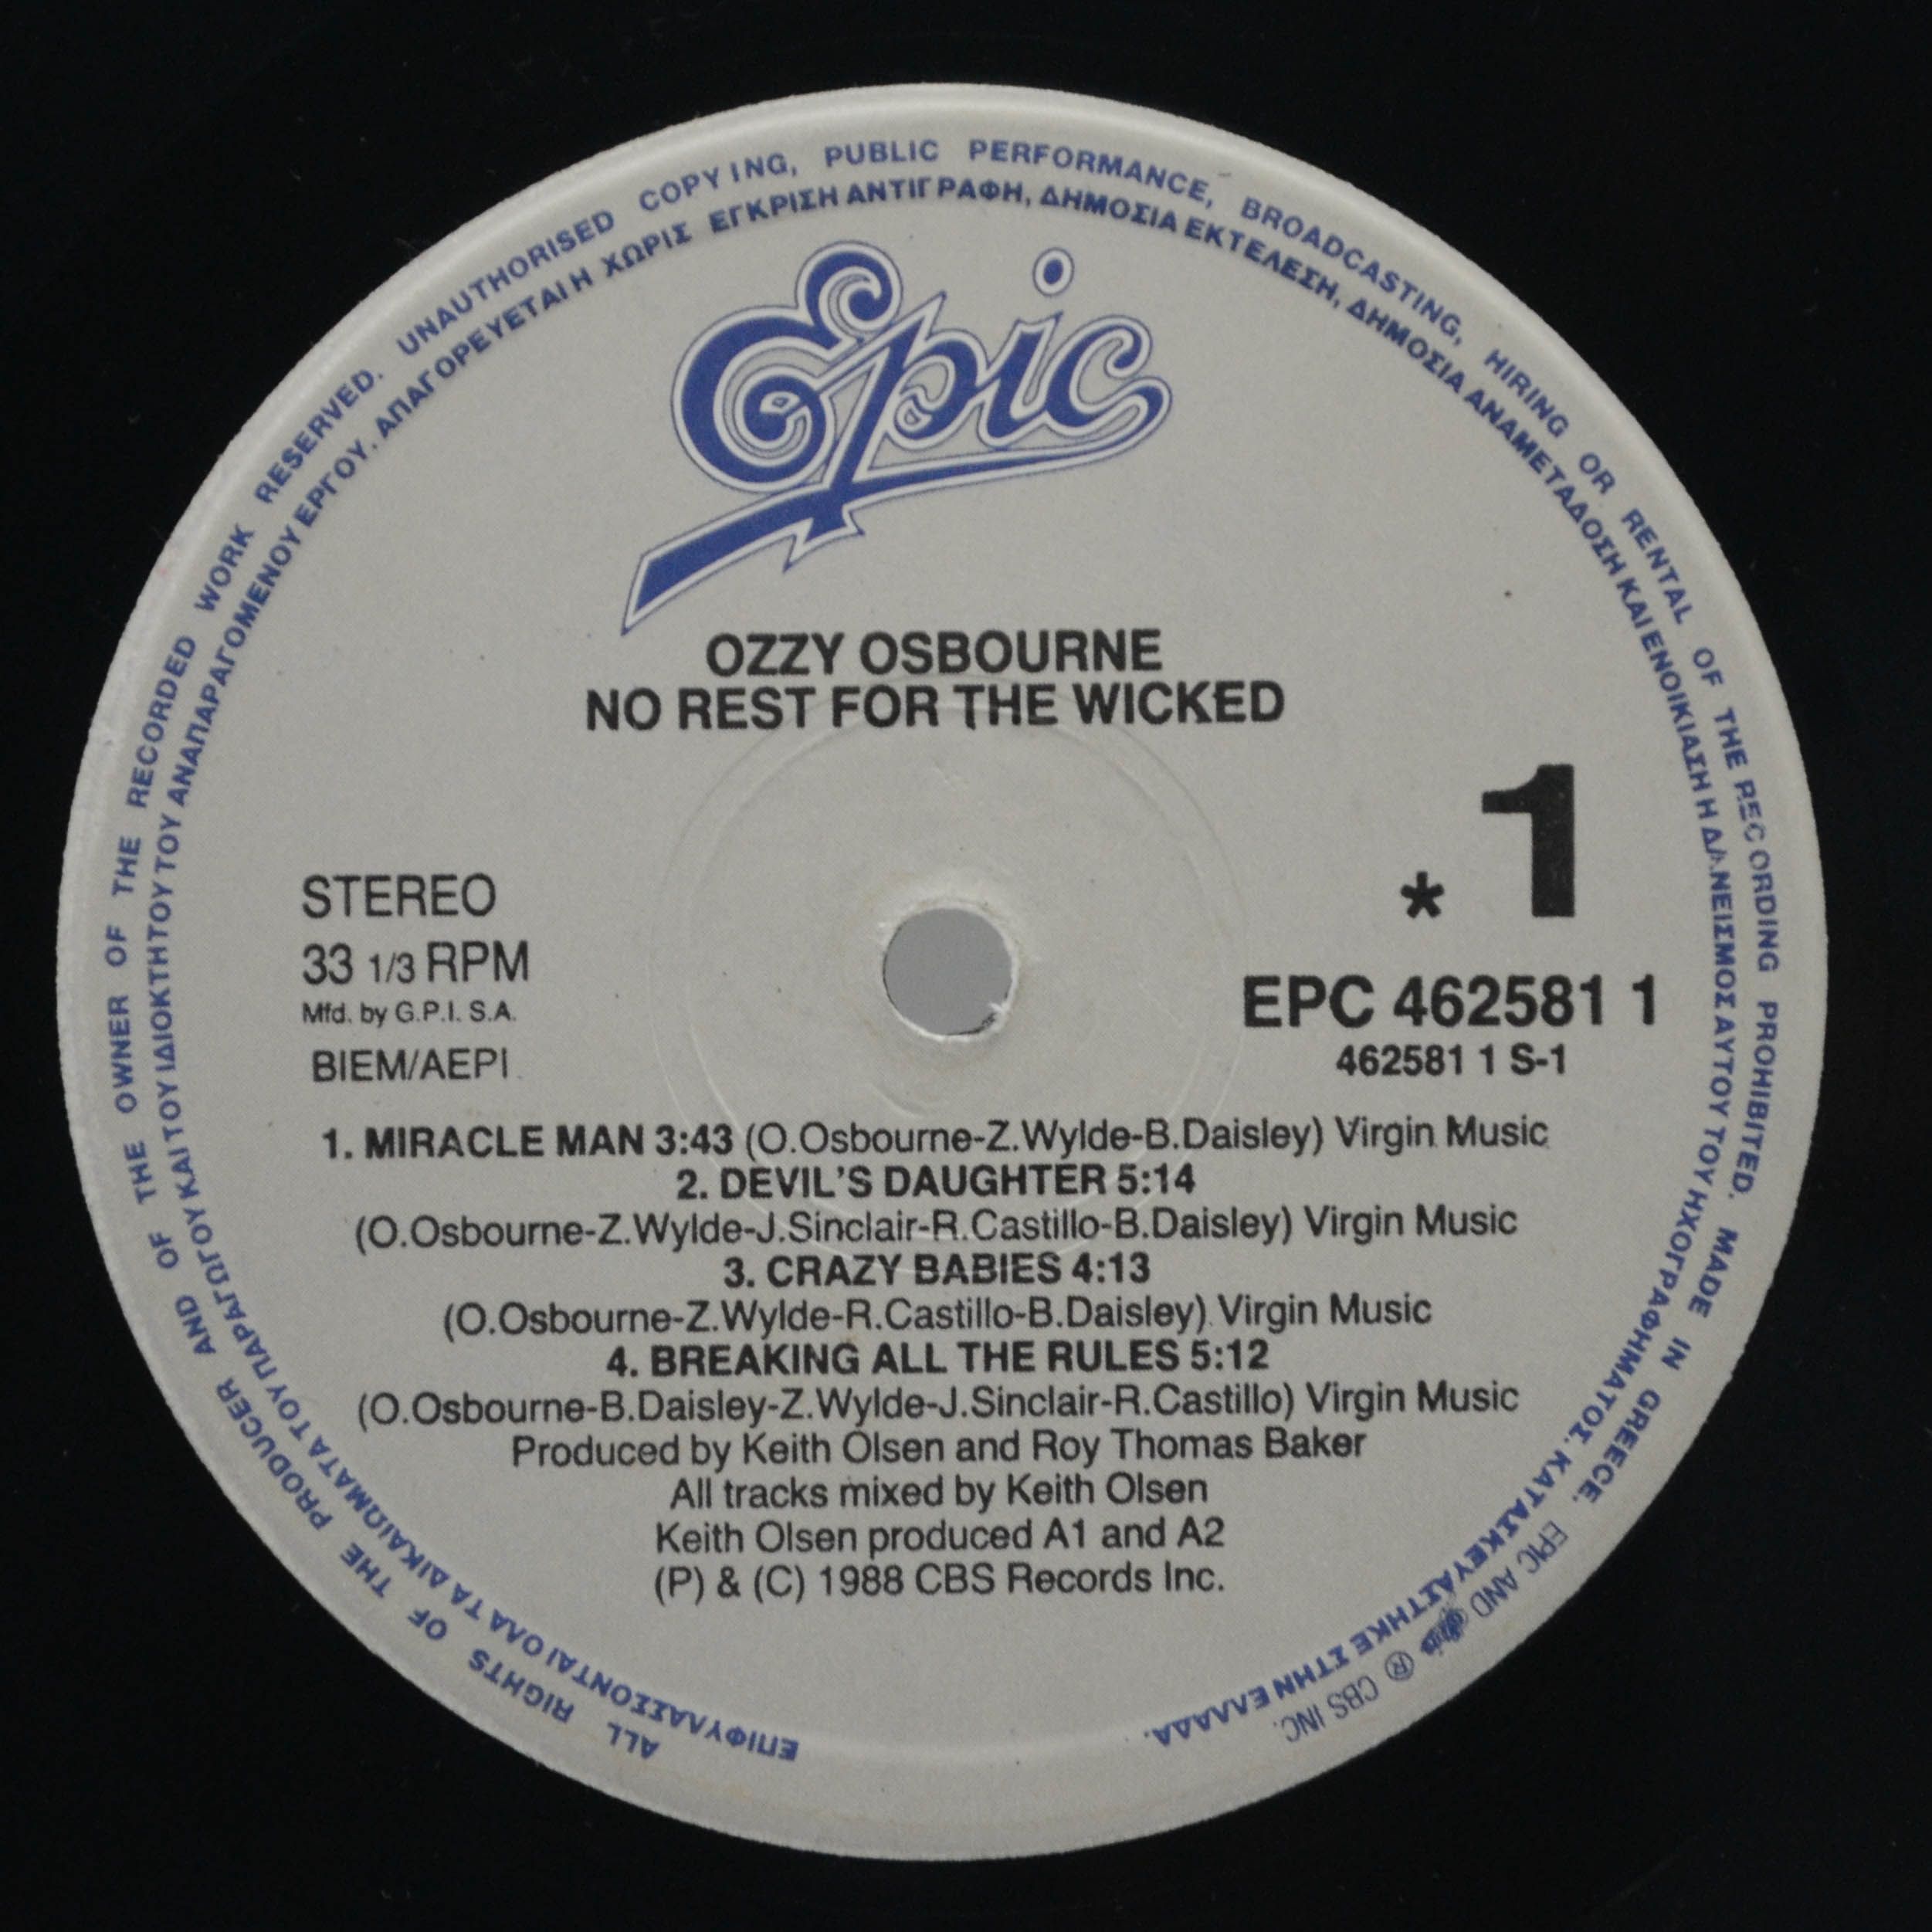 ALL RIGHTS OF THE PRODUCER AND OF THE OWNER OF THE RECORDED WORK RESERVED. UNAUTHORISED COPYING, PUBLIC PERFORMANCE, BROADCASTING, HIRING OR RENTAL OF THE RECORDING PROHIBITED. MADE IN GREECE. EPIC AND ® CBS INC.
ΕΠΙΦΥΛΑΣΣΟΝΤΑΙ ΟΛΑ ΤΑ ΔΙΚΑΙΩΜΑΤΑ ΤΟΥ ΠΑΡΑΓΩΓΟΥ ΚΑΙ ΤΟΥ ΙΔΙΟΚΤΗΤΟΥ ΤΟΥ ΑΝΑΠΑΡΑΓΟΜΕΝΟΥ ΕΡΓΟΥ. ΑΠΑΓΟΡΕΥΕΤΑΙ Η ΧΩΡΙΣ ΕΓΚΡΙΣΗ ΑΝΤΙΓΡΑΦΗ, ΔΗΜΟΣΙΑ ΕΚΤΕΛΕΣΗ, ΔΗΜΟΣΙΑ ΑΝΑΜΕΤΑΔΟΣΗ ΚΑΙ ΕΝΟΙΚΙΑΣΗ Η ΔΑΝΕΙΣΜΟΣ ΑΥΤΟΥ ΤΟΥ ΗΧΟΓΡΑΦΗΜΑΤΟΣ. ΚΑΤΑΣΚΕΥΑΣΤΗΚΕ ΣΤΗΝ ΕΛΛΑΔΑ.
Epic
OZZY OSBOURNE
NO REST FOR THE WICKED
* 1
STEREO
33 1/3 RPM
Mfd. by G.P.I. S.A.
BIEM/AEPI
EPC 462581 1
462581 1 S-1
1. MIRACLE MAN 3:43 (O.Osbourne-Z.Wylde-B.Daisley) Virgin Music
2. DEVIL'S DAUGHTER 5:14
(O.Osbourne-Z.Wylde-J.Sinclair-R.Castillo-B.Daisley) Virgin Music
3. CRAZY BABIES 4:13
(O.Osbourne-Z.Wylde-R.Castillo-B.Daisley) Virgin Music
4. BREAKING ALL THE RULES 5:12
(O.Osbourne-B.Daisley-Z.Wylde-J.Sinclair-R.Castillo) Virgin Music
Produced by Keith Olsen and Roy Thomas Baker
All tracks mixed by Keith Olsen
Keith Olsen produced A1 and A2
(P) & (C) 1988 CBS Records Inc.